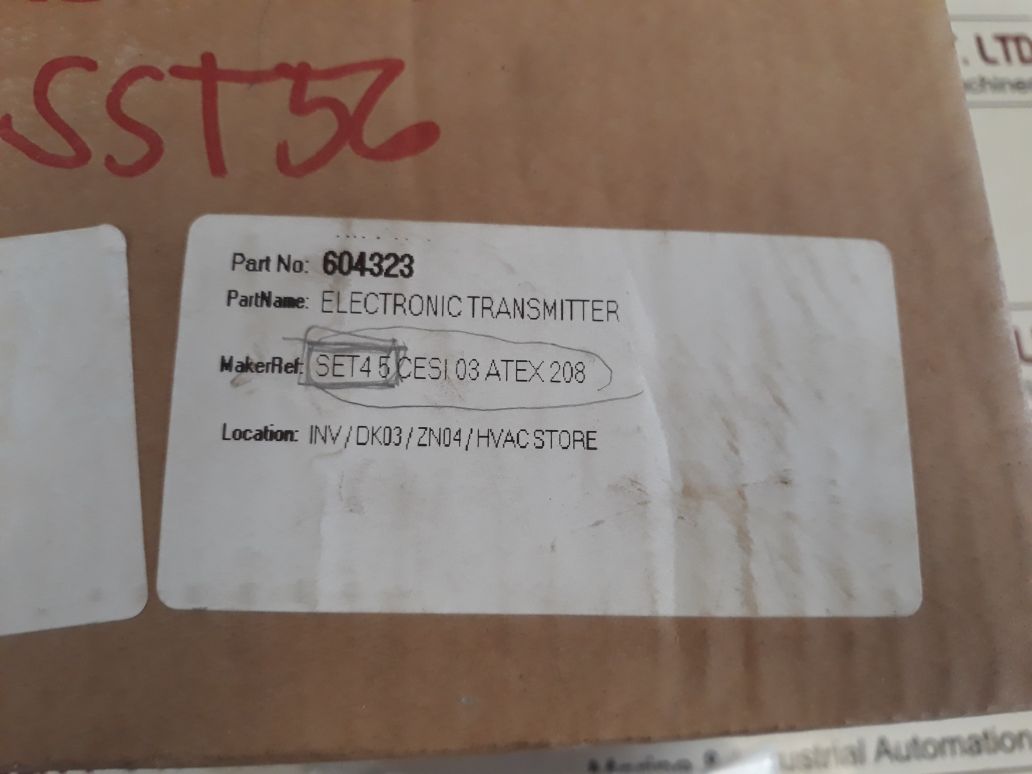 SST56
. LTD
Part No: 604323
PartName: ELECTRONIC TRANSMITTER
MakerRef: SET4 5 CESI 03 ATEX 208
Location: INV / DK03 / ZN04 / HVAC STORE
Automation